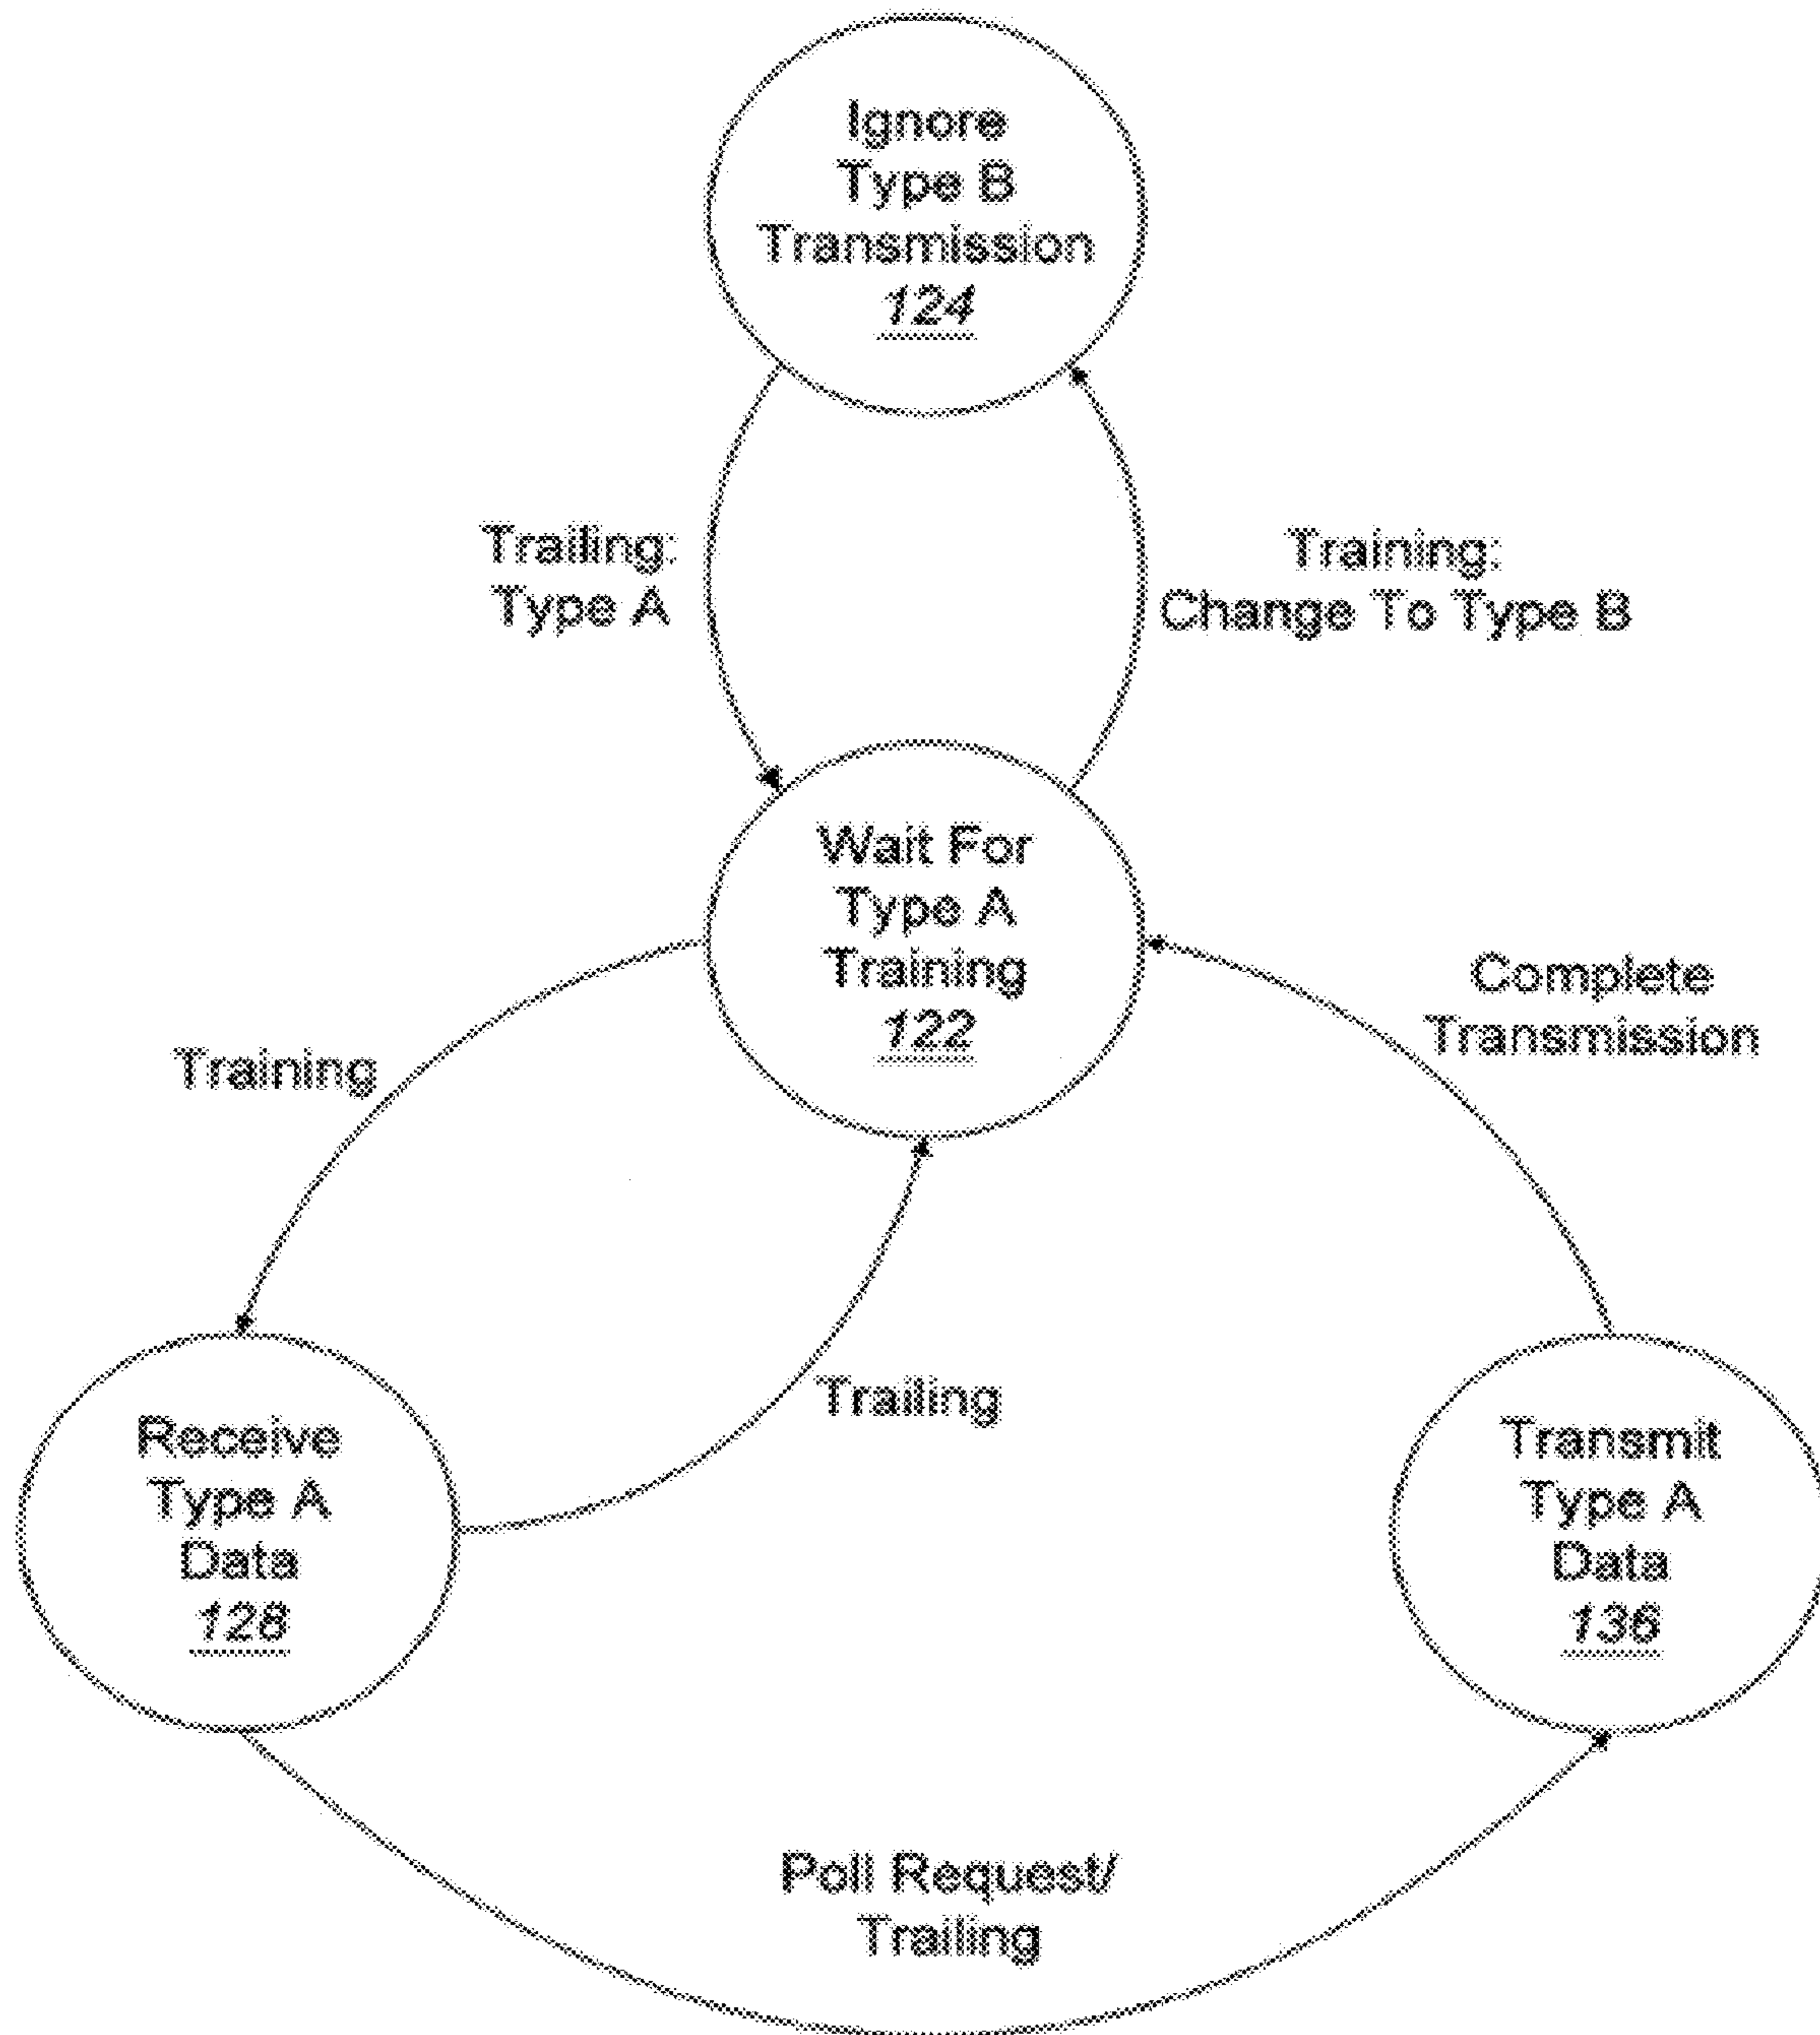 Ignore
Type B
Transmission
124
Trailing:
Type A
Training:
Change To Type B
Wait For
Type A
Training
122
Complete
Transmission
Training
Trailing
Receive
Type A
Data
128
Transmit
Type A
Data
136
Poll Request/
Trailing